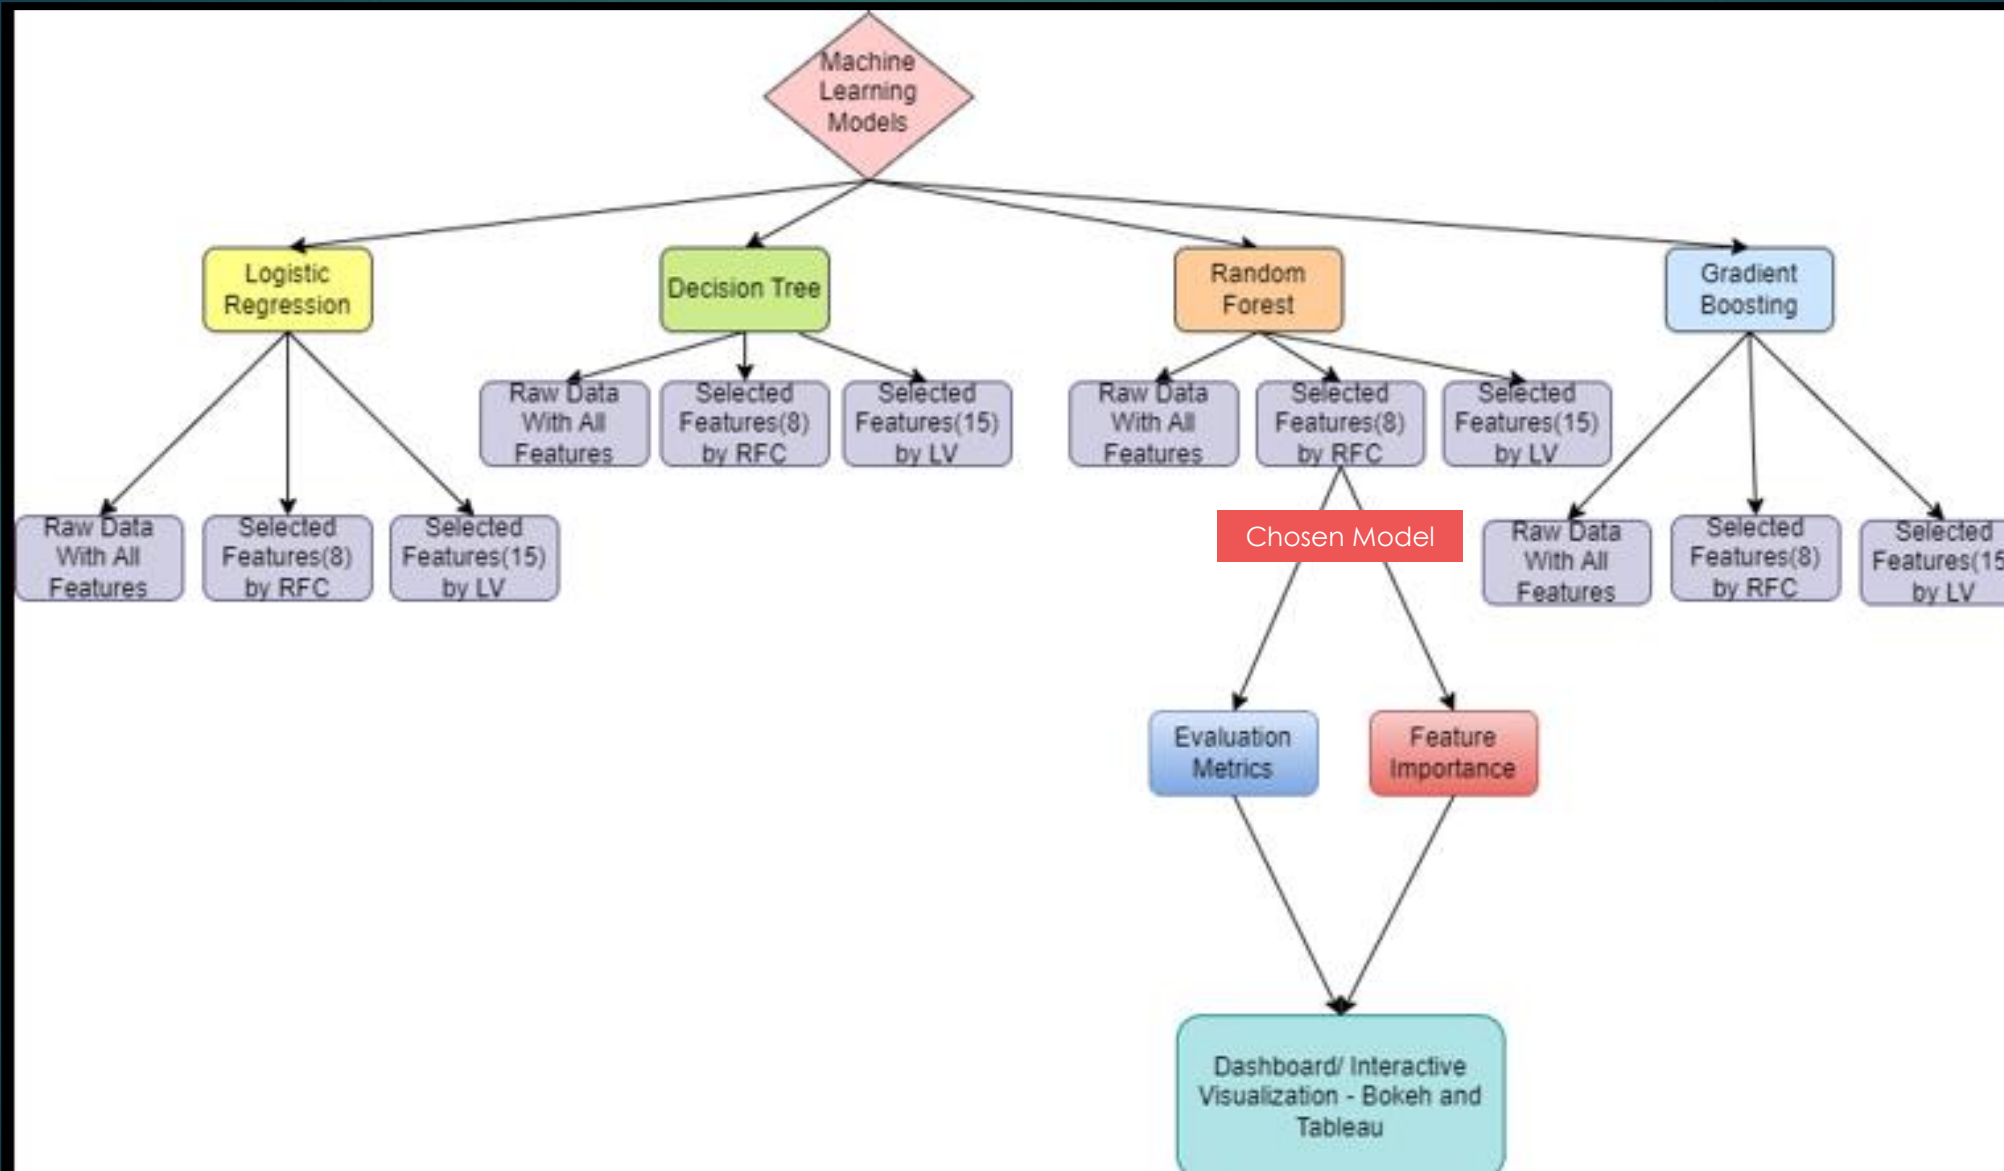 Machine
Learning
Models
Logistic
Regression
Decision Tree
Random
Forest
Gradient
Boosting
Raw Data
With All
Features
Selected
Features(8)
by RFC
Selected
Features(15)
by LV
Raw Data
With All
Features
Selected
Features(8)
by RFC
Selected
Features(15)
by LV
Raw Data
With All
Features
Selected
Features(8)
by RFC
Selected
Features(15)
by LV
Raw Data
With All
Features
Selected
Features(8)
by RFC
Selected
Features(15
by LV
Chosen Model
Evaluation
Metrics
Feature
Importance
Dashboard/ Interactive
Visualization - Bokeh and
Tableau